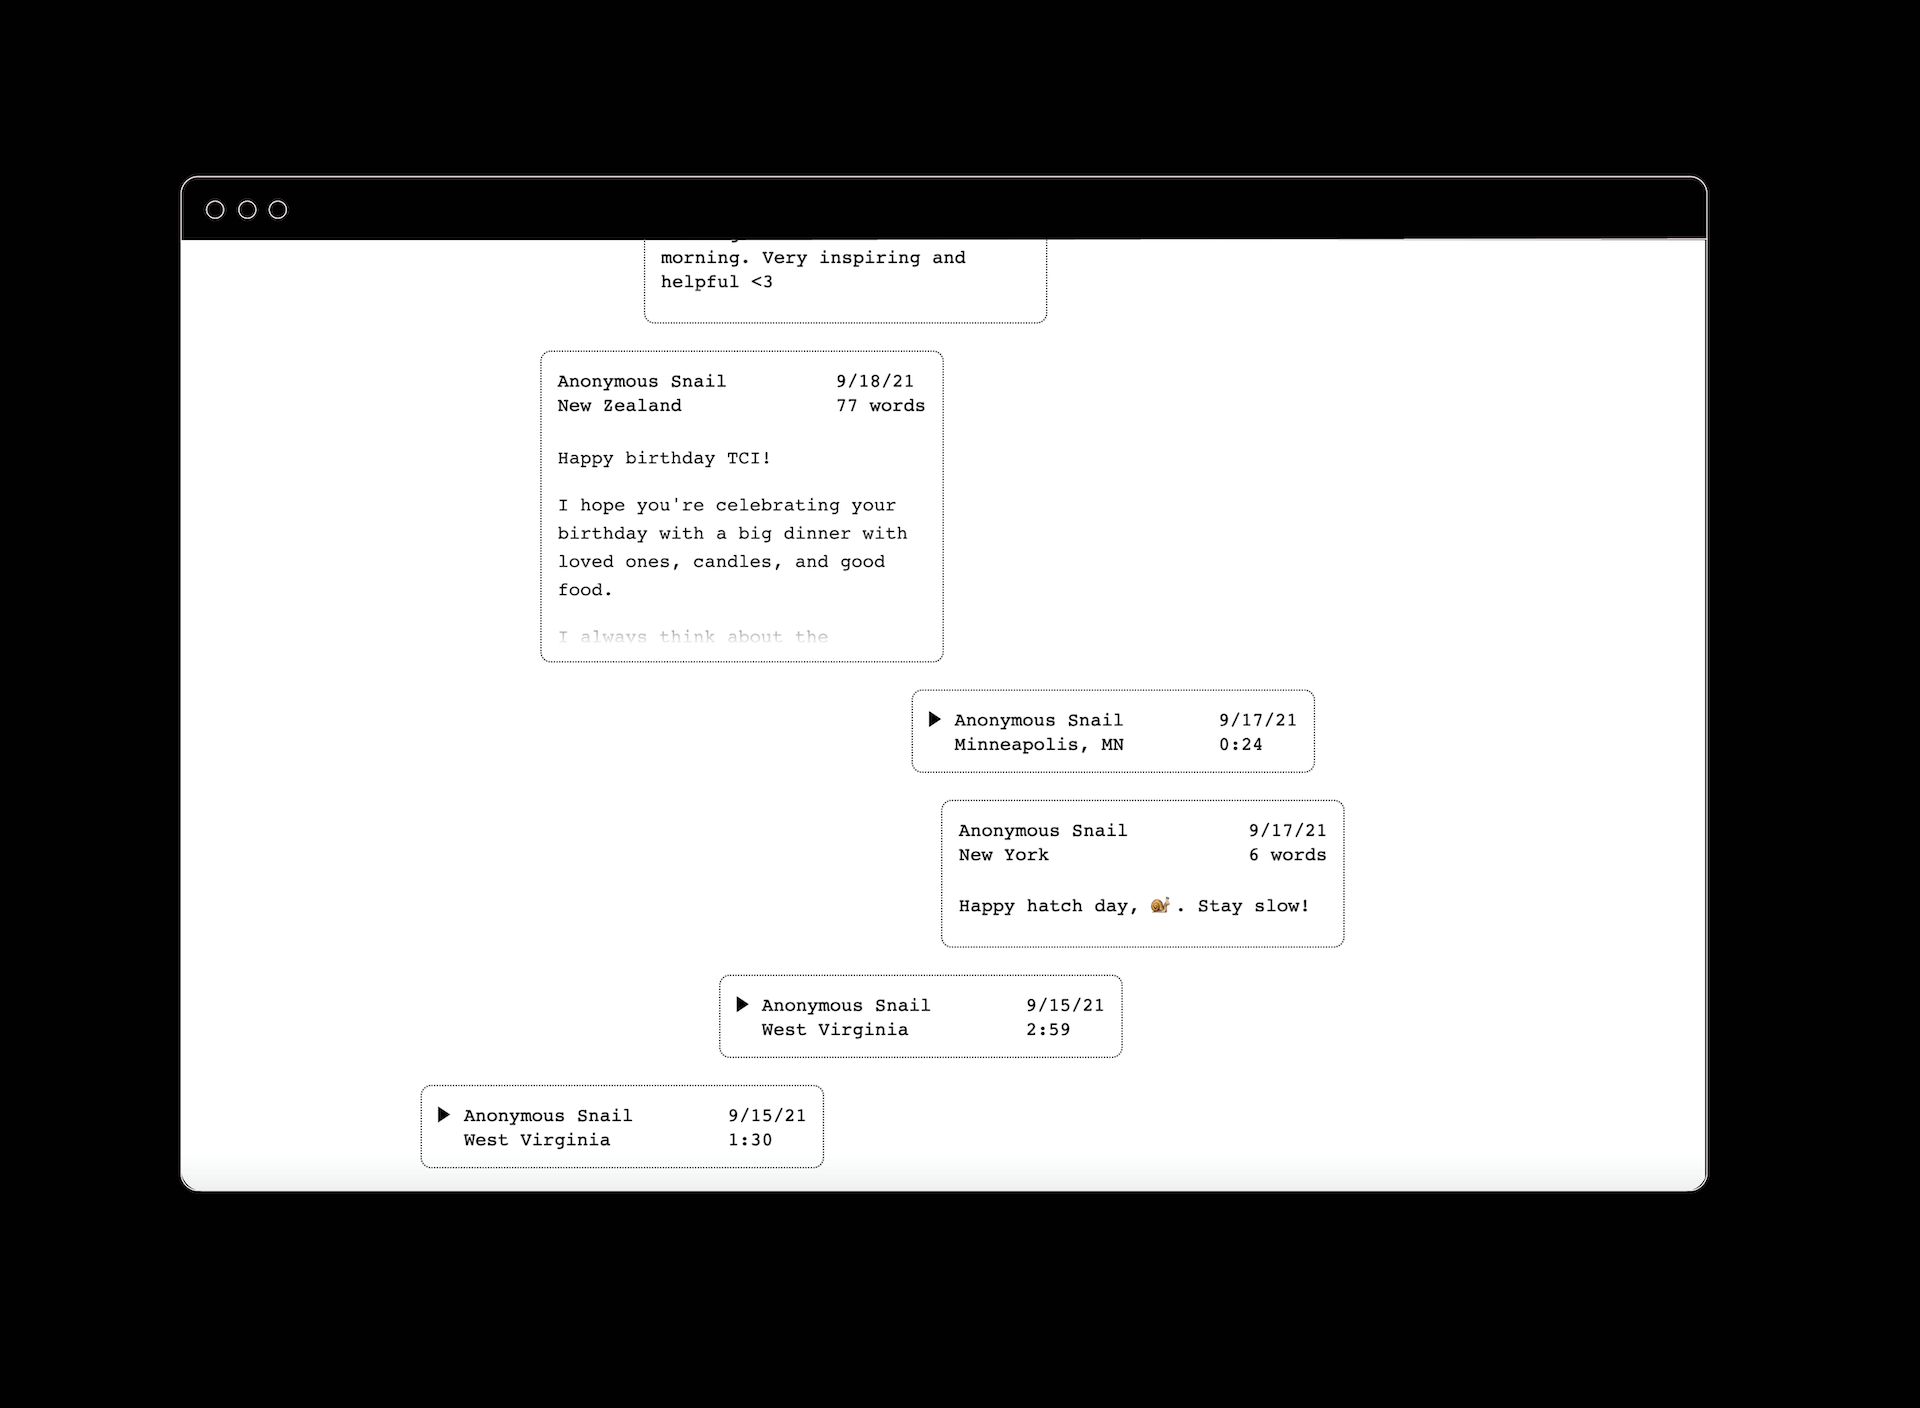 morning. Very inspiring and
helpful <3
Anonymous Snail 9/18/21
New Zealand 77 words
Happy birthday TCI!
I hope you're celebrating your
birthday with a big dinner with
loved ones, candles, and good
food.
I always think about the
▶ Anonymous Snail 9/17/21
Minneapolis, MN 0:24
Anonymous Snail 9/17/21
New York 6 words
Happy hatch day, 🐌. Stay slow!
▶ Anonymous Snail 9/15/21
West Virginia 2:59
▶ Anonymous Snail 9/15/21
West Virginia 1:30